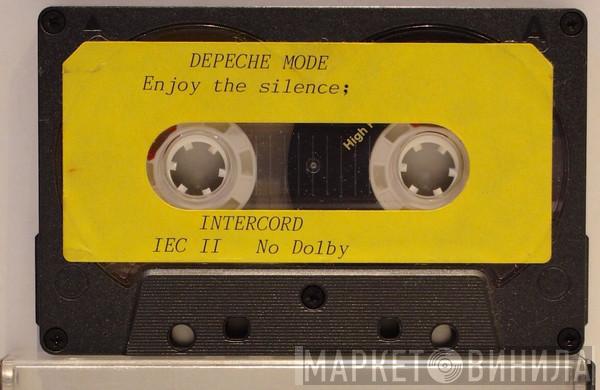 A
DEPECHE MODE
Enjoy the silence;
High
INTERCORD
IEC II No Dolby
МАРКЕТ ВИНИЛА